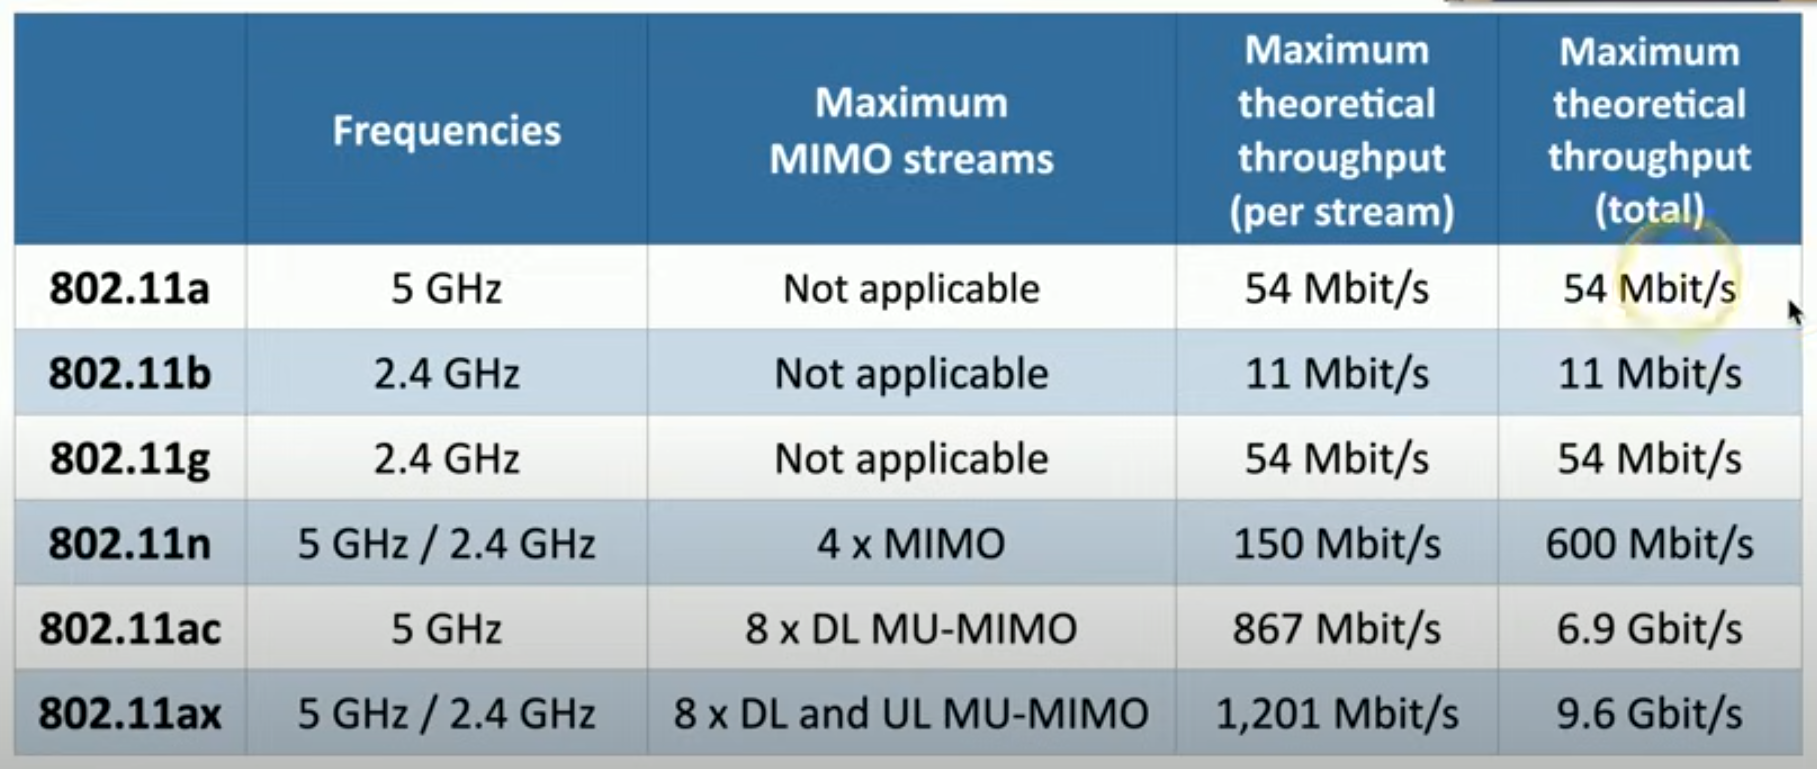 Frequencies
Maximum
MIMO streams
Maximum
theoretical
throughput
(per stream)
Maximum
theoretical
throughput
(total)
802.11a 5 GHz Not applicable 54 Mbit/s 54 Mbit/s
802.11b 2.4 GHz Not applicable 11 Mbit/s 11 Mbit/s
802.11g 2.4 GHz Not applicable 54 Mbit/s 54 Mbit/s
802.11n 5 GHz / 2.4 GHz 4 x MIMO 150 Mbit/s 600 Mbit/s
802.11ac 5 GHz 8 x DL MU-MIMO 867 Mbit/s 6.9 Gbit/s
802.11ax 5 GHz / 2.4 GHz 8 x DL and UL MU-MIMO 1,201 Mbit/s 9.6 Gbit/s